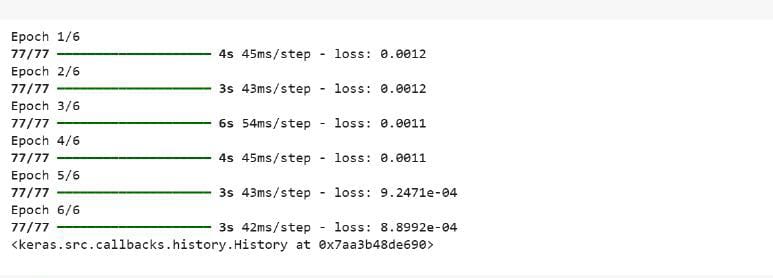 Epoch 1/6
77/77 ━━━━━━━━━━━━━━━━━━━━ 4s 45ms/step - loss: 0.0012
Epoch 2/6
77/77 ━━━━━━━━━━━━━━━━━━━━ 3s 43ms/step - loss: 0.0012
Epoch 3/6
77/77 ━━━━━━━━━━━━━━━━━━━━ 6s 54ms/step - loss: 0.0011
Epoch 4/6
77/77 ━━━━━━━━━━━━━━━━━━━━ 4s 45ms/step - loss: 0.0011
Epoch 5/6
77/77 ━━━━━━━━━━━━━━━━━━━━ 3s 43ms/step - loss: 9.2471e-04
Epoch 6/6
77/77 ━━━━━━━━━━━━━━━━━━━━ 3s 42ms/step - loss: 8.8992e-04
<keras.src.callbacks.history.History at 0x7aa3b48de690>